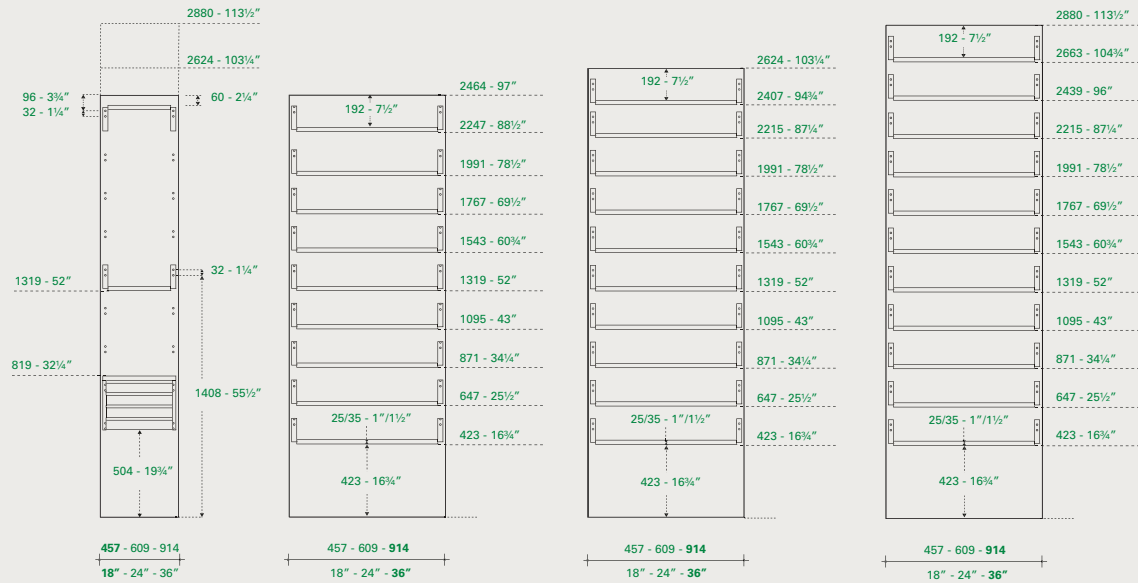 2880 - 113½”
2624 - 103¼”
96 - 3¾”
60 - 2¼”
32 - 1¼”
32 - 1¼”
1319 - 52”
819 - 32¼”
1408 - 55½”
504 - 19¾”
457 - 609 - 914
18” - 24” - 36”
2464 - 97”
192 - 7½”
2247 - 88½”
1991 - 78½”
1767 - 69½”
1543 - 60¾”
1319 - 52”
1095 - 43”
871 - 34¼”
647 - 25½”
25/35 - 1”/1½”
423 - 16¾”
423 - 16¾”
457 - 609 - 914
18” - 24” - 36”
2624 - 103¼”
192 - 7½”
2407 - 94¾”
2215 - 87¼”
1991 - 78½”
1767 - 69½”
1543 - 60¾”
1319 - 52”
1095 - 43”
871 - 34¼”
647 - 25½”
25/35 - 1”/1½”
423 - 16¾”
423 - 16¾”
457 - 609 - 914
18” - 24” - 36”
2880 - 113½”
192 - 7½”
2663 - 104¾”
2439 - 96”
2215 - 87¼”
1991 - 78½”
1767 - 69½”
1543 - 60¾”
1319 - 52”
1095 - 43”
871 - 34¼”
647 - 25½”
25/35 - 1”/1½”
423 - 16¾”
423 - 16¾”
457 - 609 - 914
18” - 24” - 36”